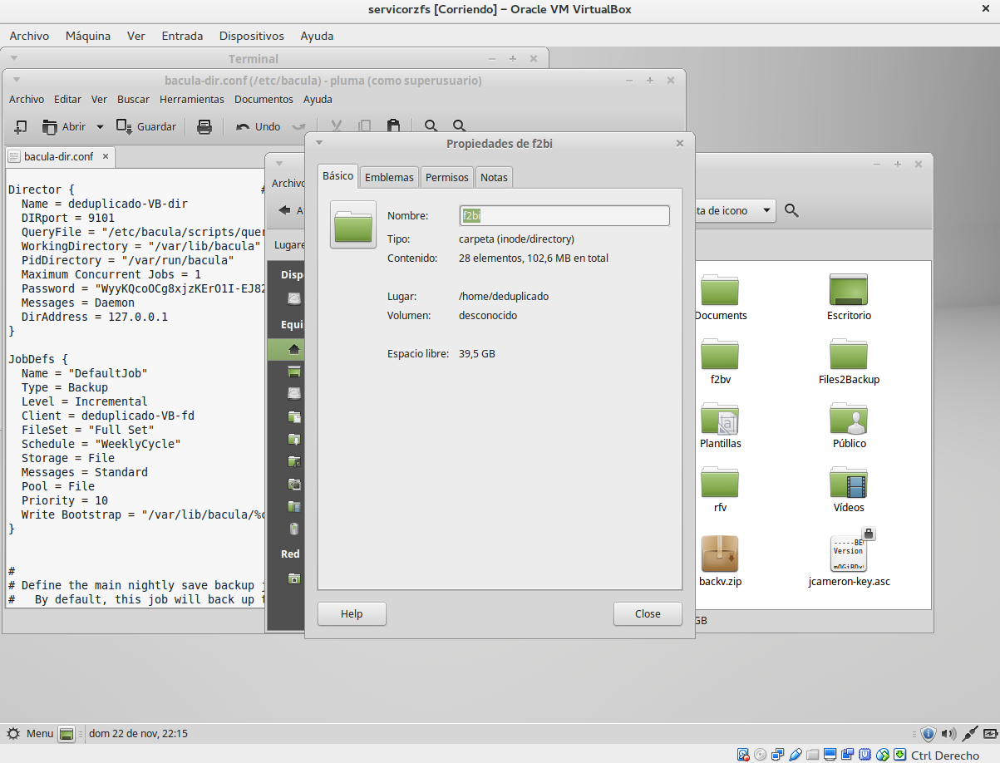 servicorzfs [Corriendo] – Oracle VM VirtualBox
Archivo Máquina Ver Entrada Dispositivos Ayuda
Terminal
bacula-dir.conf (/etc/bacula) - pluma (como superusuario)
Archivo Editar Ver Buscar Herramientas Documentos Ayuda
Abrir Guardar Undo
bacula-dir.conf
Director { #
Name = deduplicado-VB-dir
DIRport = 9101
QueryFile = "/etc/bacula/scripts/quer
WorkingDirectory = "/var/lib/bacula"
PidDirectory = "/var/run/bacula"
Maximum Concurrent Jobs = 1
Messages = Daemon
DirAddress = 127.0.0.1
}
JobDefs {
Name = "DefaultJob"
Type = Backup
Level = Incremental
Client = deduplicado-VB-fd
FileSet = "Full Set"
Schedule = "WeeklyCycle"
Storage = File
Messages = Standard
Pool = File
Priority = 10
Write Bootstrap = "/var/lib/bacula/%c
}
#
# Define the main nightly save backup j
# By default, this job will back up t
Archivo
Lugare
Dispo
Equi
Red
Propiedades de f2bi
Básico Emblemas Permisos Notas
Nombre: f2bi
Tipo: carpeta (inode/directory)
Contenido: 28 elementos, 102,6 MB en total
Lugar: /home/deduplicado
Volumen: desconocido
Espacio libre: 39,5 GB
Help Close
ta de icono
Documents Escritorio
f2bv Files2Backup
Plantillas Público
rfv Vídeos
-----BE
Version
backv.zip jcameron-key.asc
GB
Menu dom 22 de nov, 22:15
Ctrl Derecho